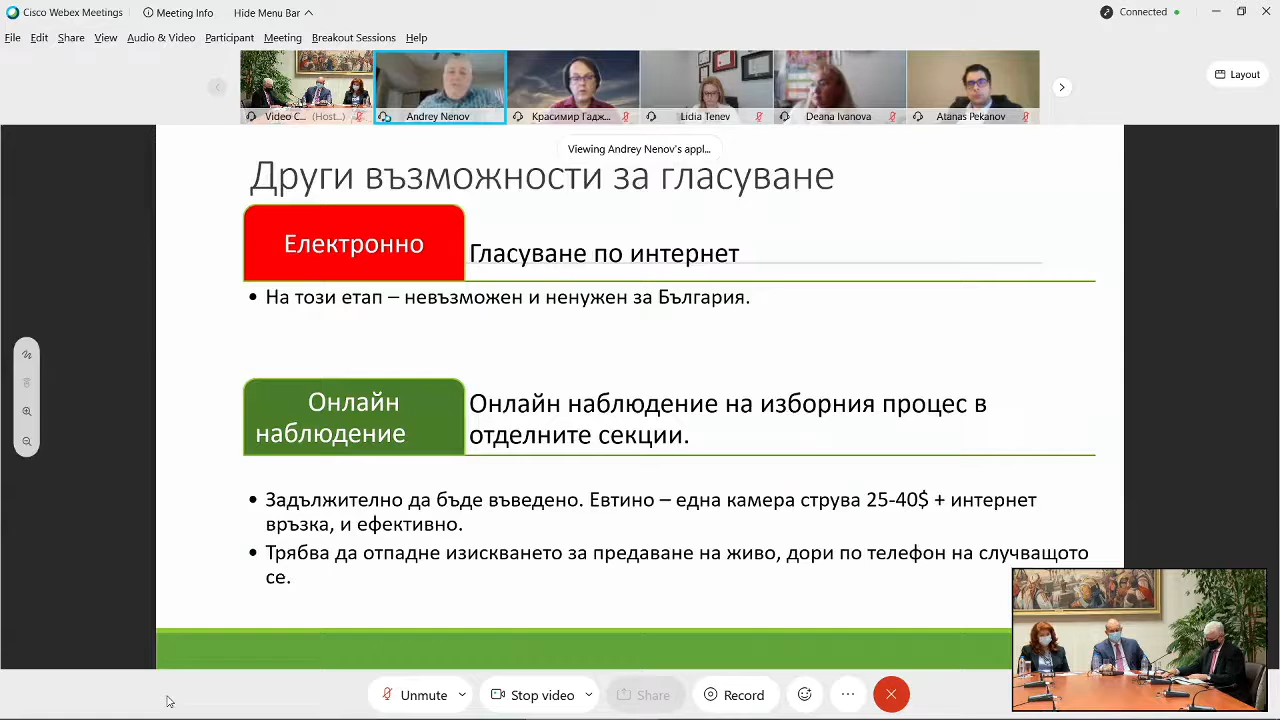 Cisco Webex Meetings
Meeting Info
Hide Menu Bar
Connected
File Edit Share View Audio & Video Participant Meeting Breakout Sessions Help
Layout
Video C... (Host...)
Andrey Nenov
Красимир Гадж...
Lidia Tenev
Deana Ivanova
Atanas Pekanov
Viewing Andrey Nenov's appl...
Други възможности за гласуване
Електронно
Гласуване по интернет
• На този етап – невъзможен и ненужен за България.
Онлайн
наблюдение
Онлайн наблюдение на изборния процес в
отделните секции.
• Задължително да бъде въведено. Евтино – една камера струва 25-40$ + интернет
връзка, и ефективно.
• Трябва да отпадне изискването за предаване на живо, дори по телефон на случващото
се.
Unmute
Stop video
Share
Record